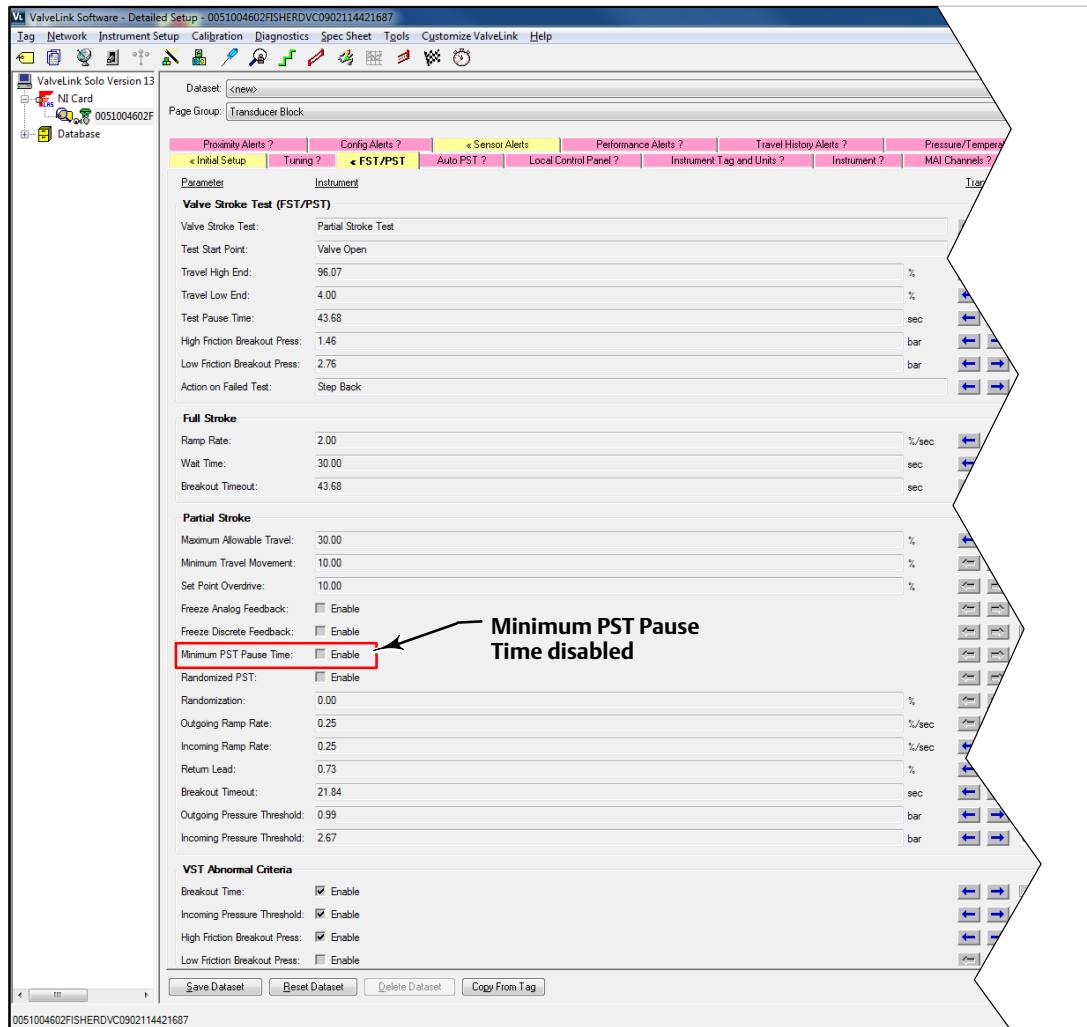 ValveLink Software - Detailed Setup - 0051004602FISHERDVC0902114421687
Tag Network Instrument Setup Calibration Diagnostics Spec Sheet Tools Customize ValveLink Help
ValveLink Solo Version 13
NI Card
0051004602F
Database
Dataset: <new>
Page Group: Transducer Block
Proximity Alerts ? Config Alerts ? « Sensor Alerts Performance Alerts ? Travel History Alerts ? Pressure/Tempera
« Initial Setup Tuning ? « FST/PST Auto PST ? Local Control Panel ? Instrument Tag and Units ? Instrument ? MAI Channels ?
Parameter Instrument Tran
Valve Stroke Test (FST/PST)
Valve Stroke Test: Partial Stroke Test
Test Start Point: Valve Open
Travel High End: 96.07 %
Travel Low End: 4.00 %
Test Pause Time: 43.68 sec
High Friction Breakout Press: 1.46 bar
Low Friction Breakout Press: 2.76 bar
Action on Failed Test: Step Back
Full Stroke
Ramp Rate: 2.00 %/sec
Wait Time: 30.00 sec
Breakout Timeout: 43.68 sec
Partial Stroke
Maximum Allowable Travel: 30.00 %
Minimum Travel Movement: 10.00 %
Set Point Overdrive: 10.00 %
Freeze Analog Feedback: Enable
Freeze Discrete Feedback: Enable
Minimum PST Pause Time: Enable
Minimum PST Pause
Time disabled
Randomized PST: Enable
Randomization: 0.00 %
Outgoing Ramp Rate: 0.25 %/sec
Incoming Ramp Rate: 0.25 %/sec
Return Lead: 0.73 %
Breakout Timeout: 21.84 sec
Outgoing Pressure Threshold: 0.99 bar
Incoming Pressure Threshold: 2.67 bar
VST Abnormal Criteria
Breakout Time: Enable
Incoming Pressure Threshold: Enable
High Friction Breakout Press: Enable
Low Friction Breakout Press: Enable
Save Dataset Reset Dataset Delete Dataset Copy From Tag
0051004602FISHERDVC0902114421687